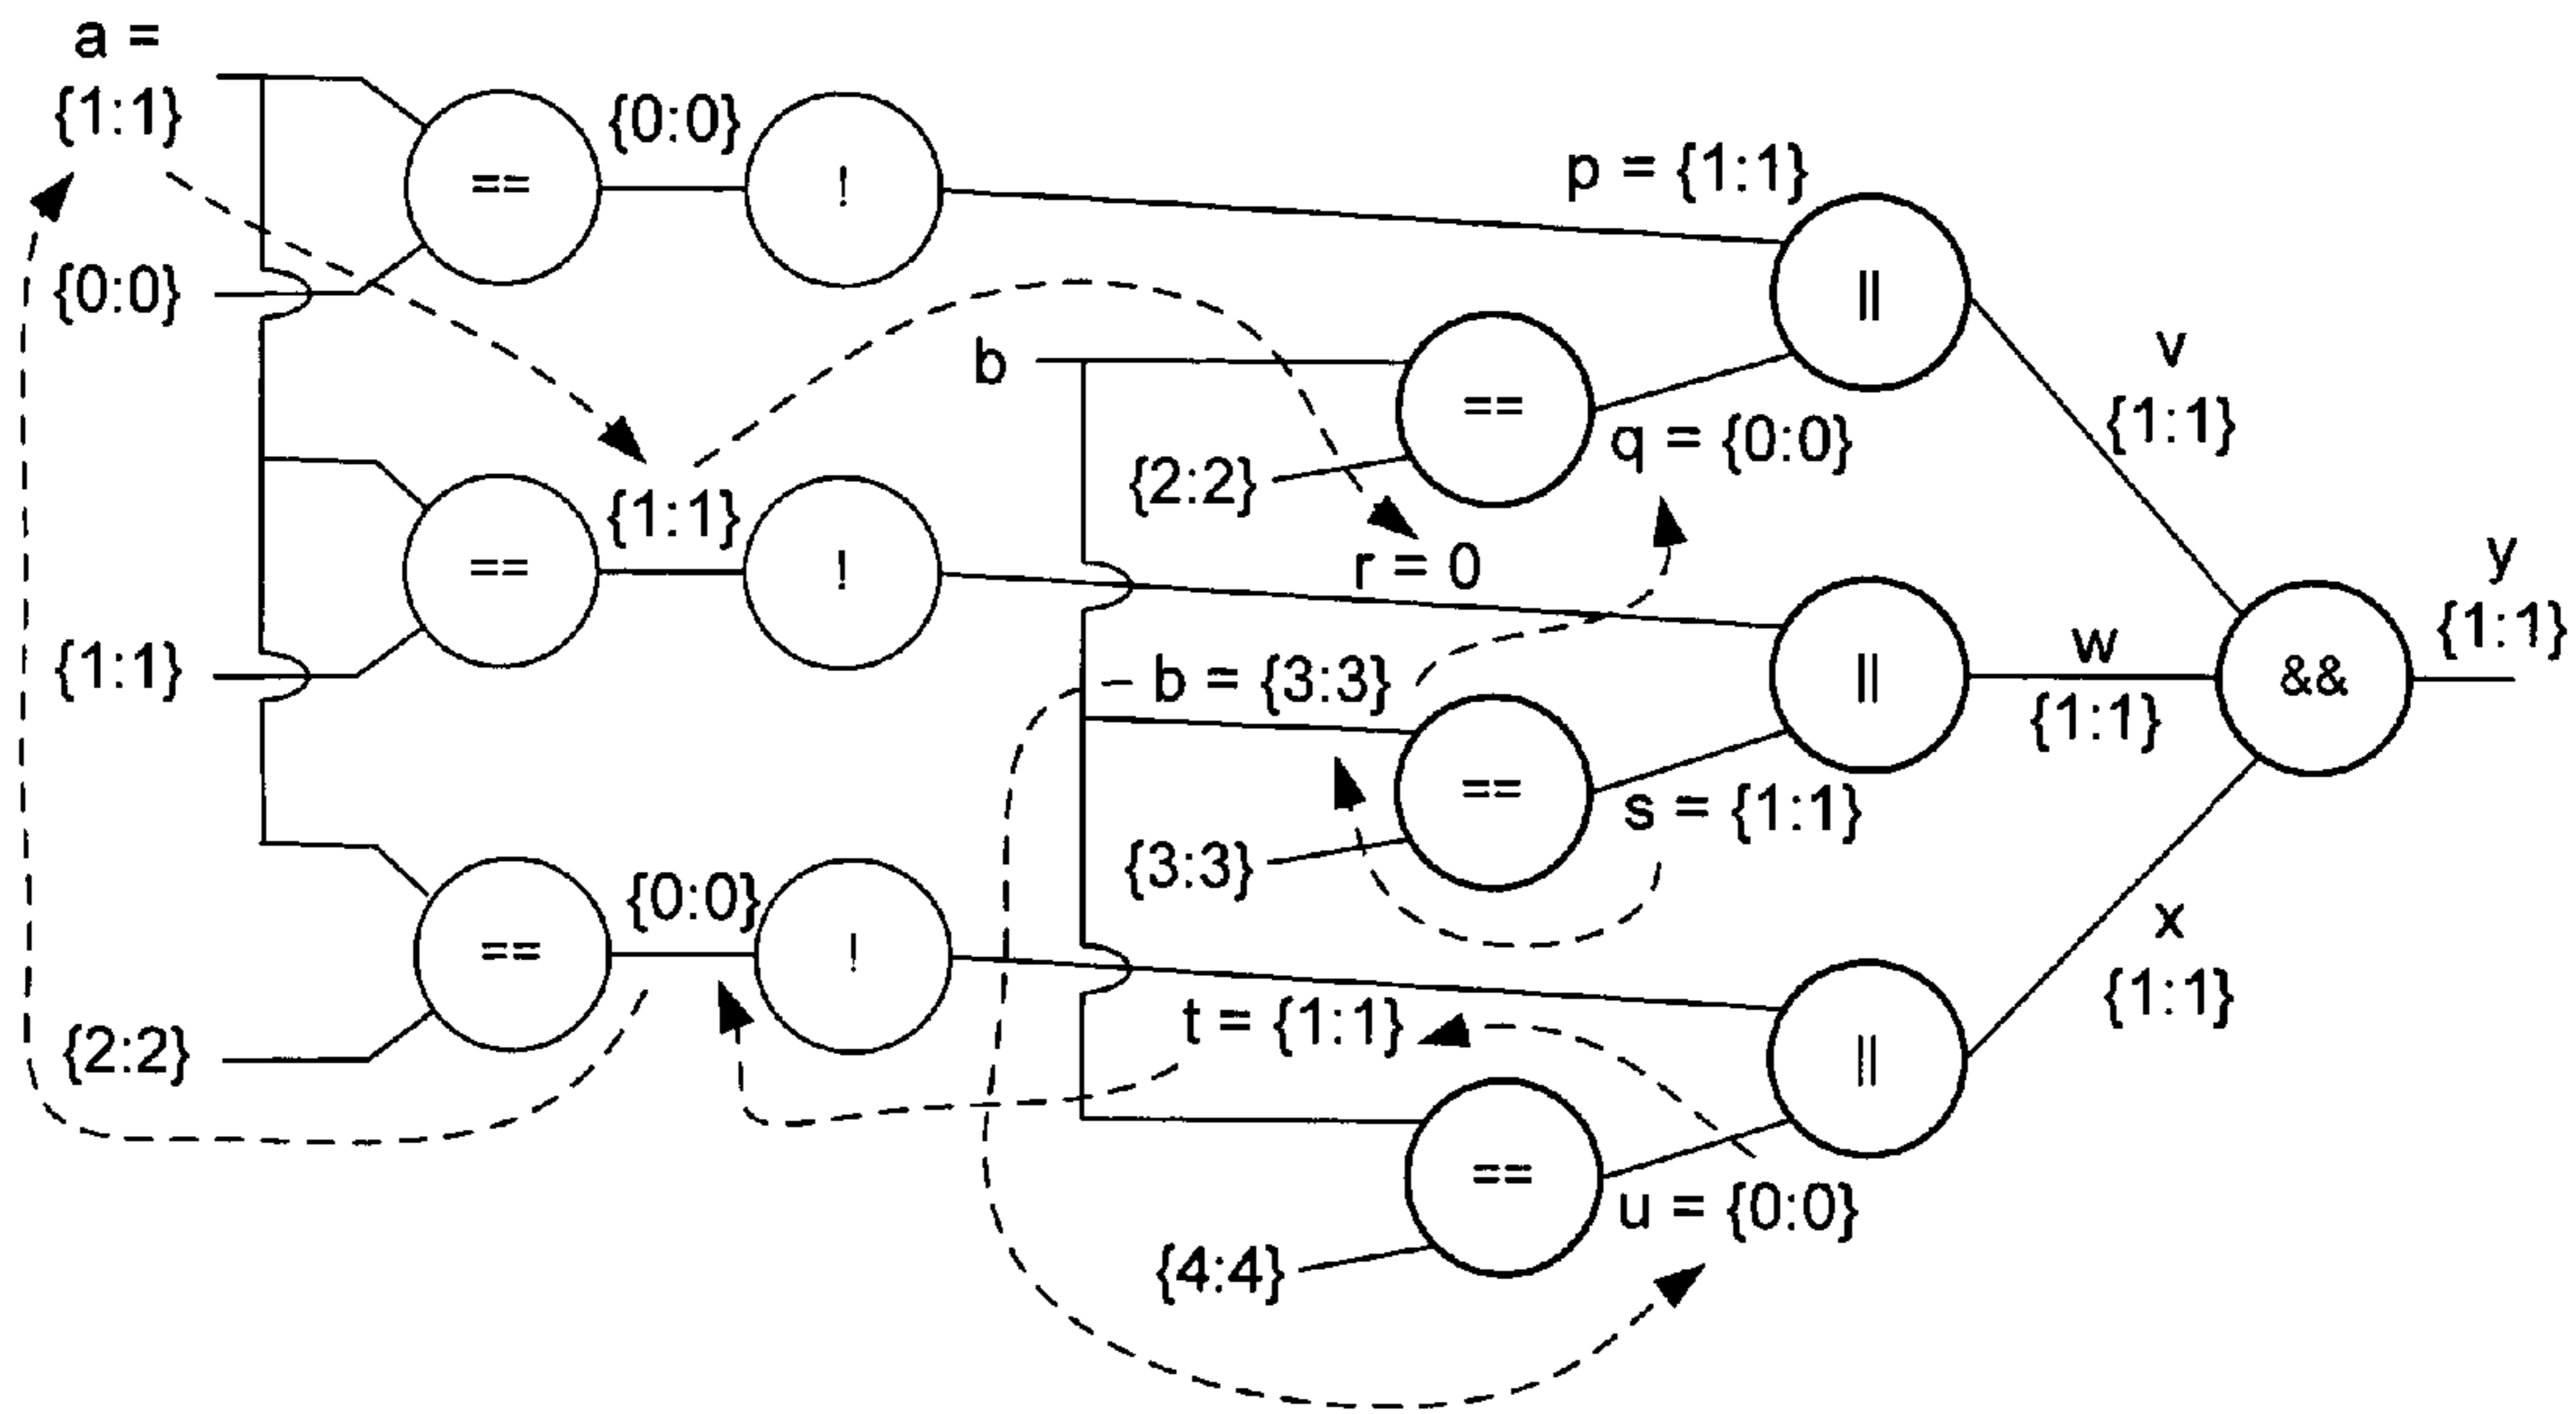 a =
{1:1}
{0:0}
==
{0:0}
!
p = {1:1}
||
b
==
{2:2}
q = {0:0}
v
{1:1}
{1:1}
==
{1:1}
!
r = 0
||
b = {3:3}
==
{3:3}
s = {1:1}
w
{1:1}
&&
y
{1:1}
{2:2}
==
{0:0}
!
t = {1:1}
||
==
{4:4}
u = {0:0}
x
{1:1}